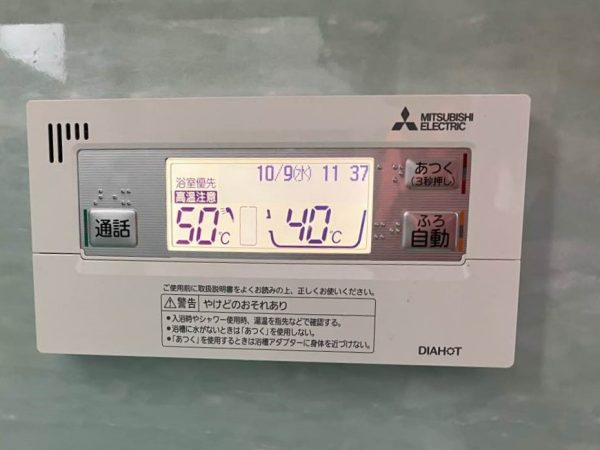 MITSUBISHI
ELECTRIC
10/9(水) 11 37
浴室優先
高温注意
50℃
40℃
あつく
(3秒押し)
通話
ふろ
自動
ご使用前に取扱説明書をよくお読みの上、正しくお使いください。
警告 やけどのおそれあり
●入浴時やシャワー使用時、湯温を指先などで確認する。
●浴槽に水がないときは「あつく」を使用しない。
●「あつく」を使用するときは浴槽アダプターに身体を近づけない。
DIAHOT